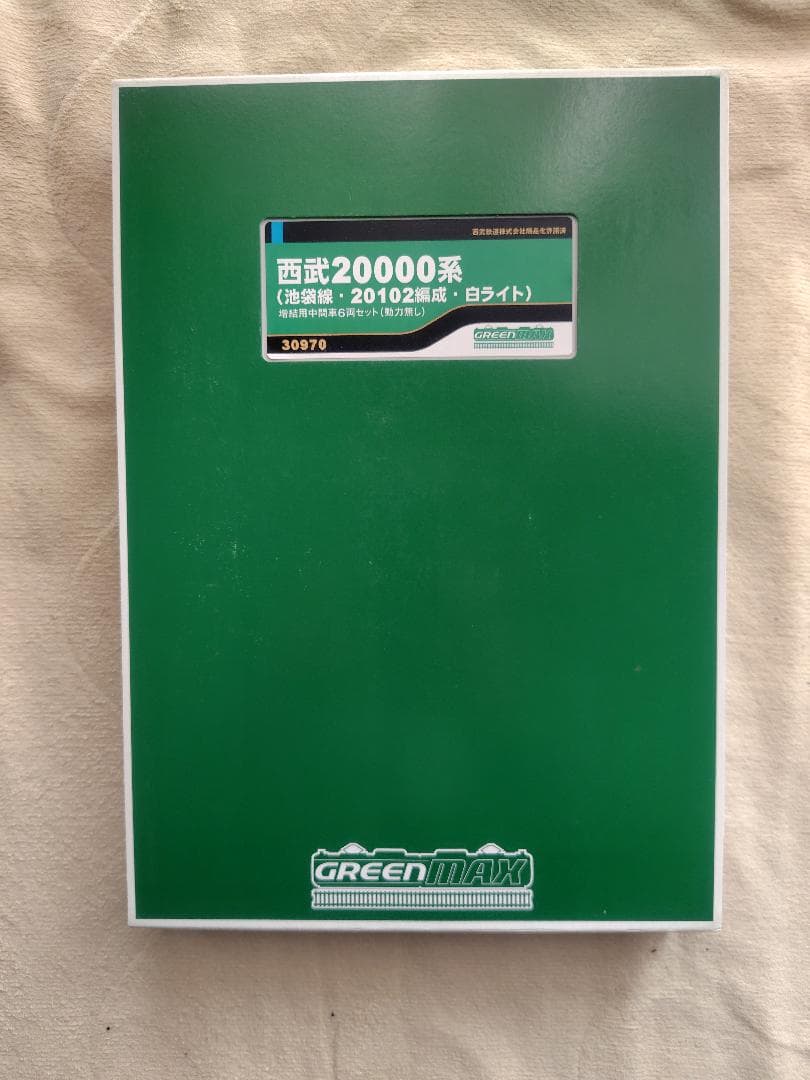 西武鉄道株式会社商品化許諾済
西武20000系
(池袋線・20102編成・白ライト)
増結用中間車6両セット(動力無し)
30970
GREENMAX
GREENMAX